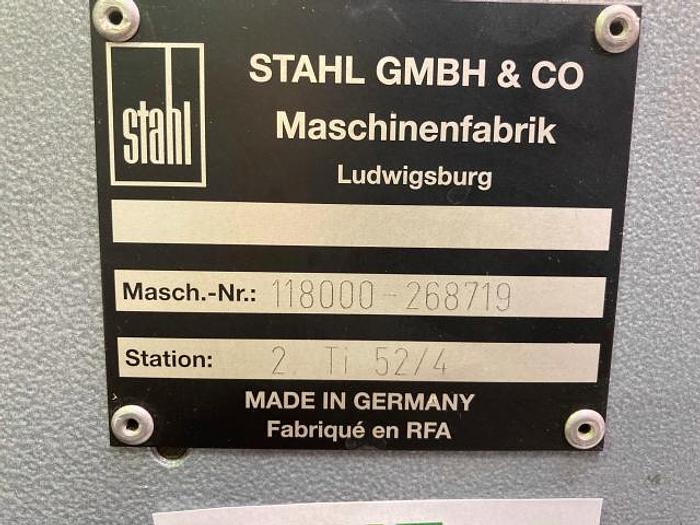 stahl
STAHL GMBH & CO
Maschinenfabrik
Ludwigsburg
Masch.-Nr.: 118000-268719
Station: 2. Ti 52/4
MADE IN GERMANY
Fabriqué en RFA